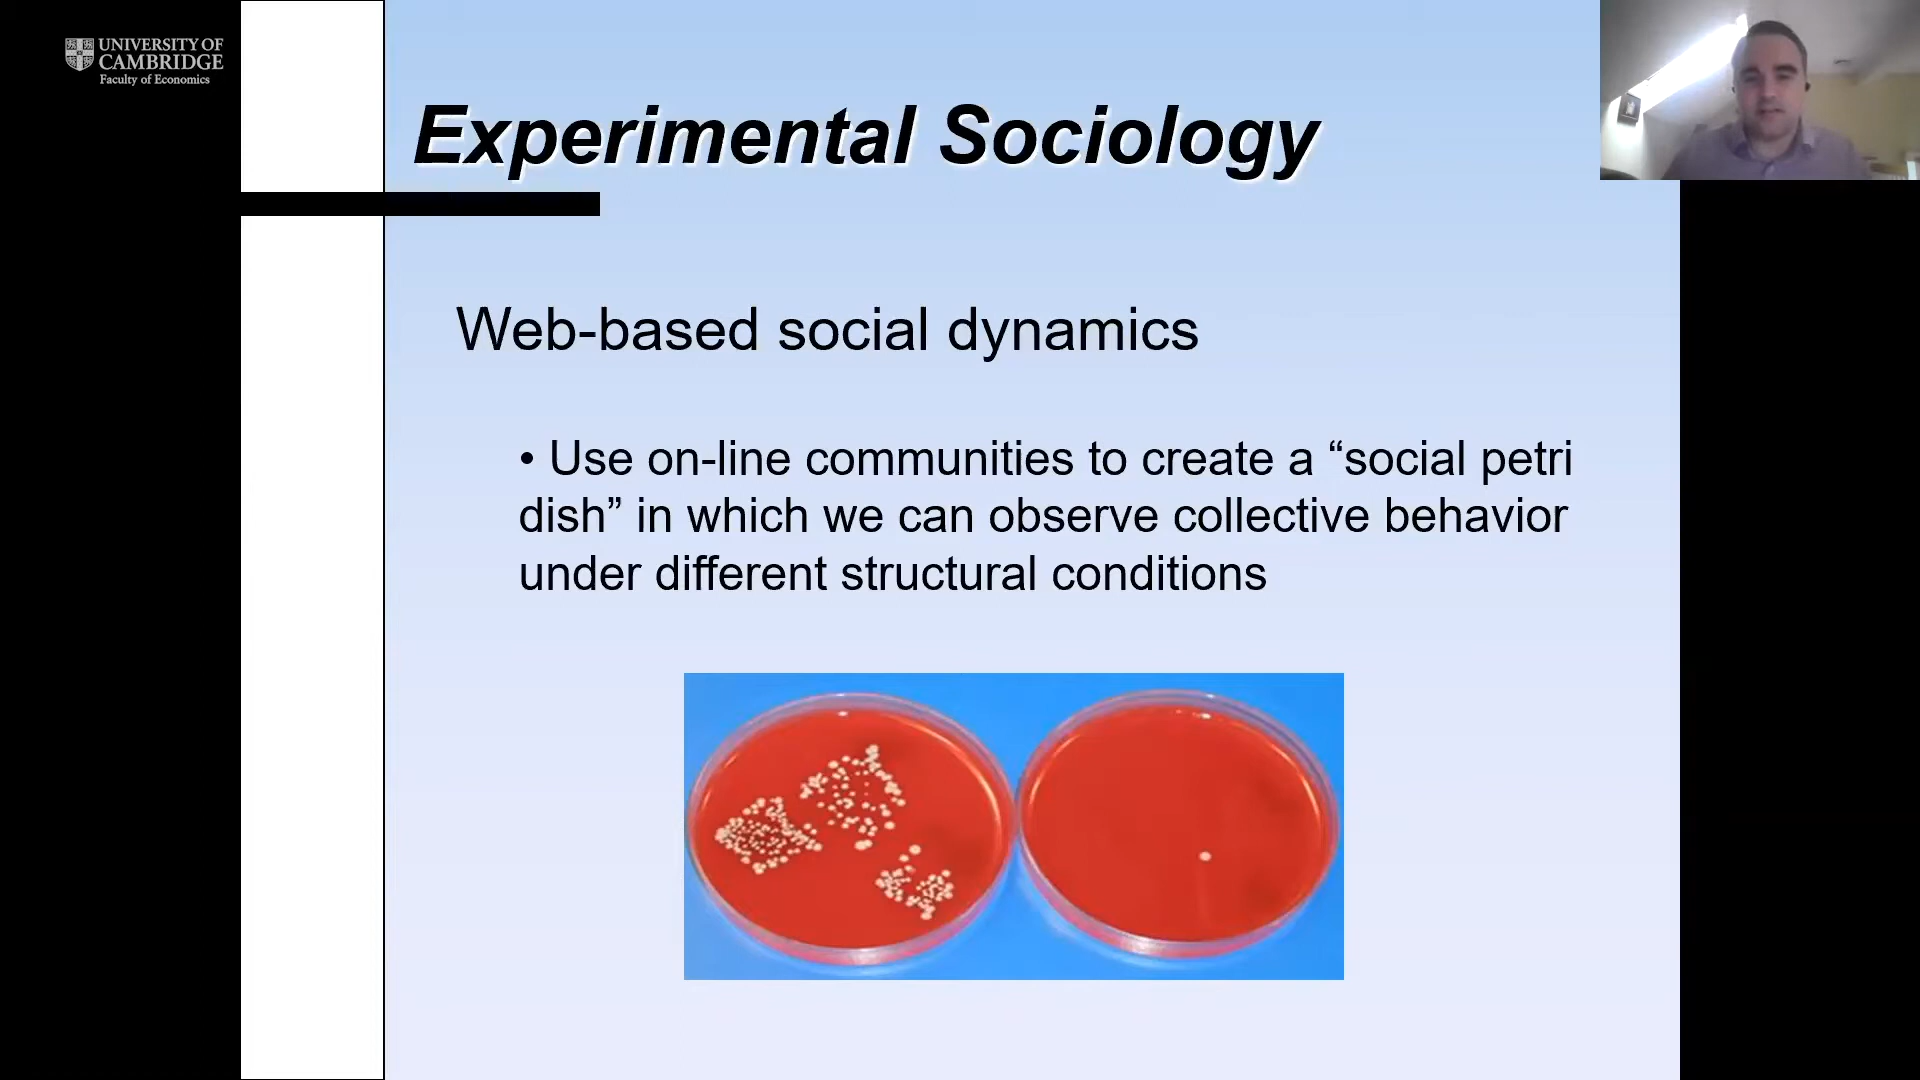 UNIVERSITY OF
CAMBRIDGE
Faculty of Economics
Experimental Sociology
Web-based social dynamics
• Use on-line communities to create a “social petri
dish” in which we can observe collective behavior
under different structural conditions